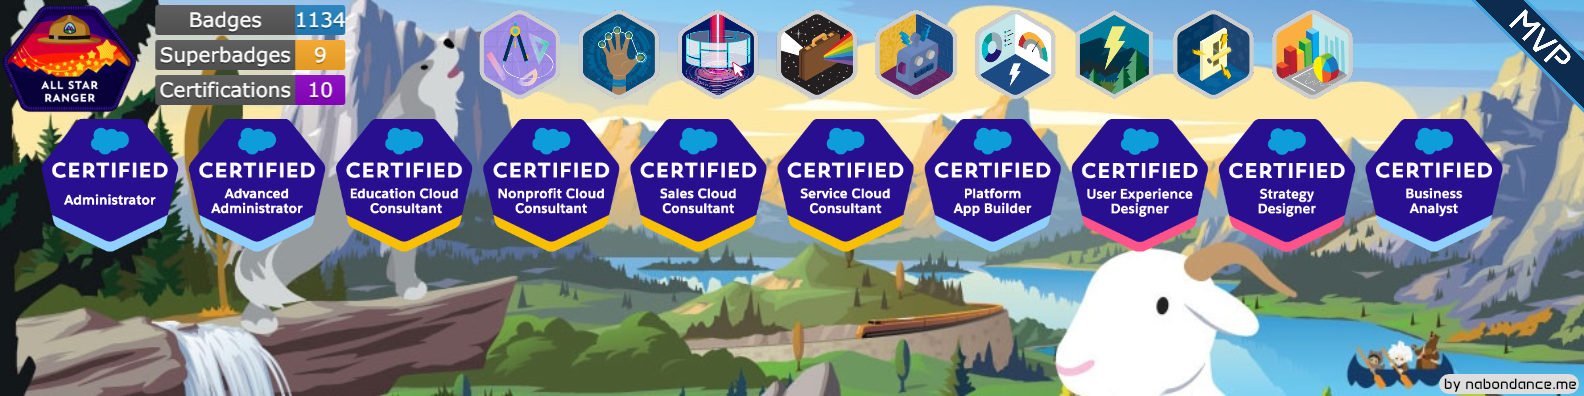 ALL STAR
RANGER
Badges 1134
Superbadges 9
Certifications 10
MVP
CERTIFIED
Administrator
CERTIFIED
Advanced
Administrator
CERTIFIED
Education Cloud
Consultant
CERTIFIED
Nonprofit Cloud
Consultant
CERTIFIED
Sales Cloud
Consultant
CERTIFIED
Service Cloud
Consultant
CERTIFIED
Platform
App Builder
CERTIFIED
User Experience
Designer
CERTIFIED
Strategy
Designer
CERTIFIED
Business
Analyst
by nabondance.me